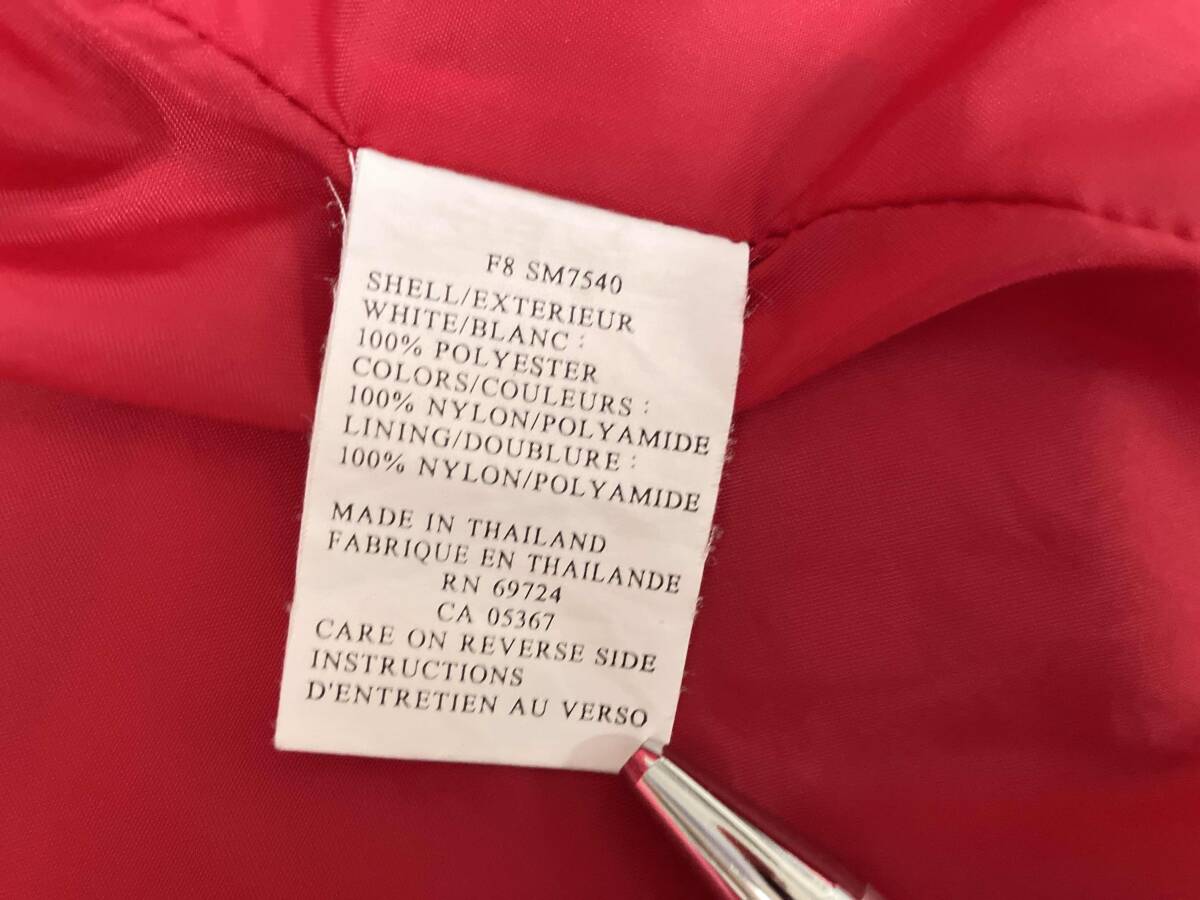 F8 SM7540
SHELL/EXTERIEUR
WHITE/BLANC :
100% POLYESTER
COLORS/COULEURS :
100% NYLON/POLYAMIDE
LINING/DOUBLURE :
100% NYLON/POLYAMIDE
MADE IN THAILAND
FABRIQUE EN THAILANDE
RN 69724
CA 05367
CARE ON REVERSE SIDE
INSTRUCTIONS
D'ENTRETIEN AU VERSO